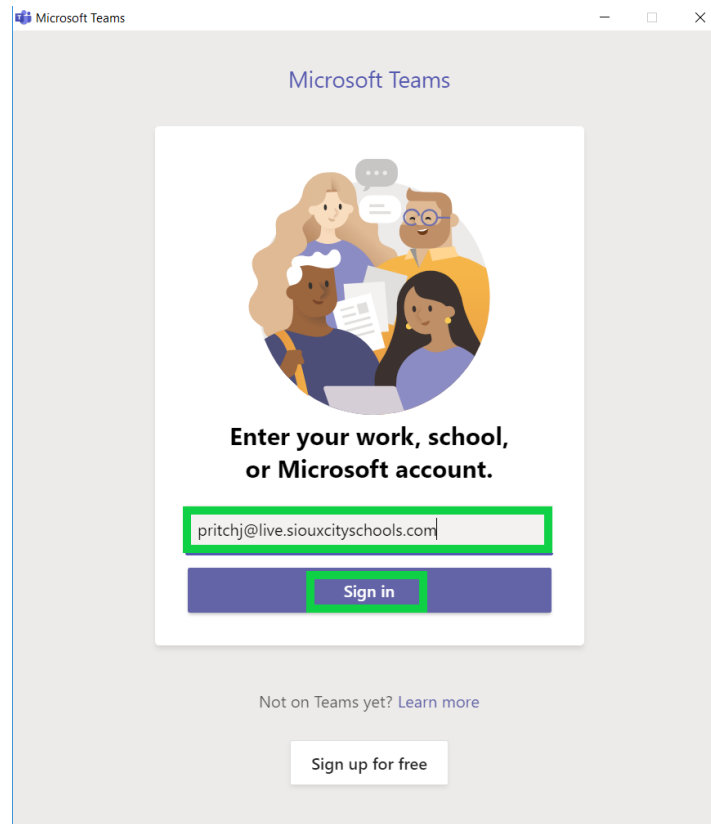 Microsoft Teams
Microsoft Teams
Enter your work, school,
or Microsoft account.
pritchj@live.siouxcityschools.com
Sign in
Not on Teams yet? Learn more
Sign up for free